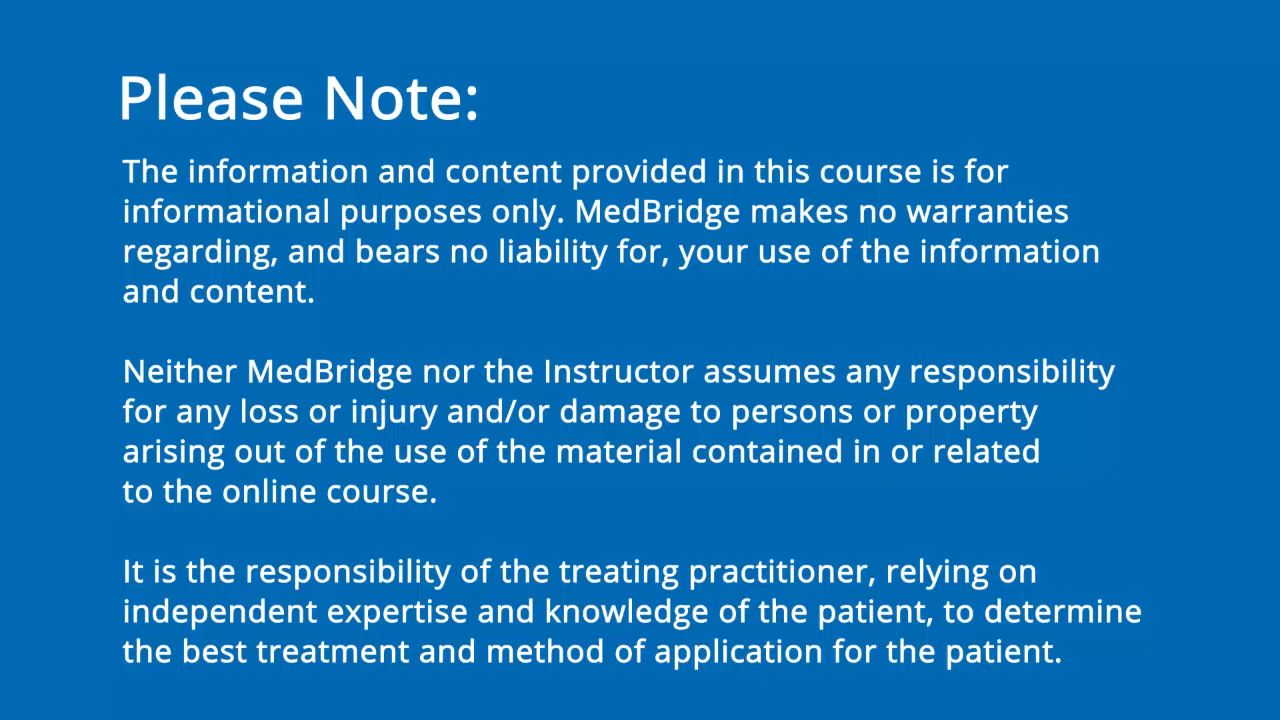 Please Note:
The information and content provided in this course is for
informational purposes only. MedBridge makes no warranties
regarding, and bears no liability for, your use of the information
and content.
Neither MedBridge nor the Instructor assumes any responsibility
for any loss or injury and/or damage to persons or property
arising out of the use of the material contained in or related
to the online course.
It is the responsibility of the treating practitioner, relying on
independent expertise and knowledge of the patient, to determine
the best treatment and method of application for the patient.